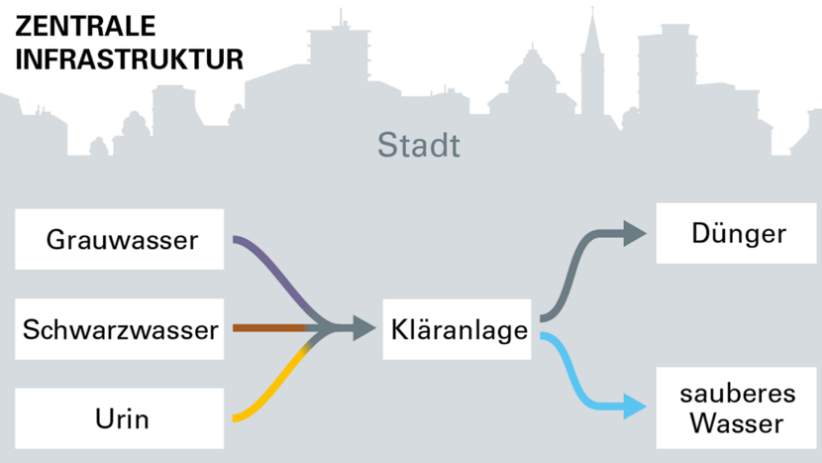 ZENTRALE
INFRASTRUKTUR
Stadt
Grauwasser
Schwarzwasser
Urin
Kläranlage
Dünger
sauberes
Wasser